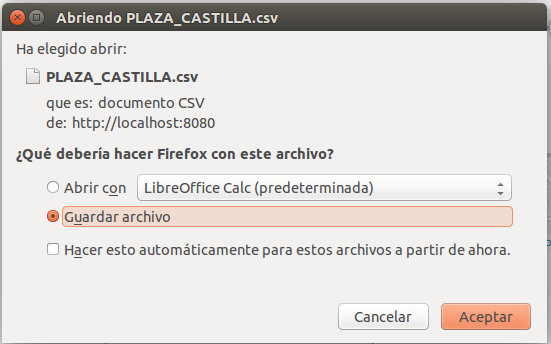 Abriendo PLAZA_CASTILLA.csv
Ha elegido abrir:
PLAZA_CASTILLA.csv
que es: documento CSV
de: http://localhost:8080
¿Qué debería hacer Firefox con este archivo?
Abrir con LibreOffice Calc (predeterminada)
Guardar archivo
Hacer esto automáticamente para estos archivos a partir de ahora.
Cancelar Aceptar